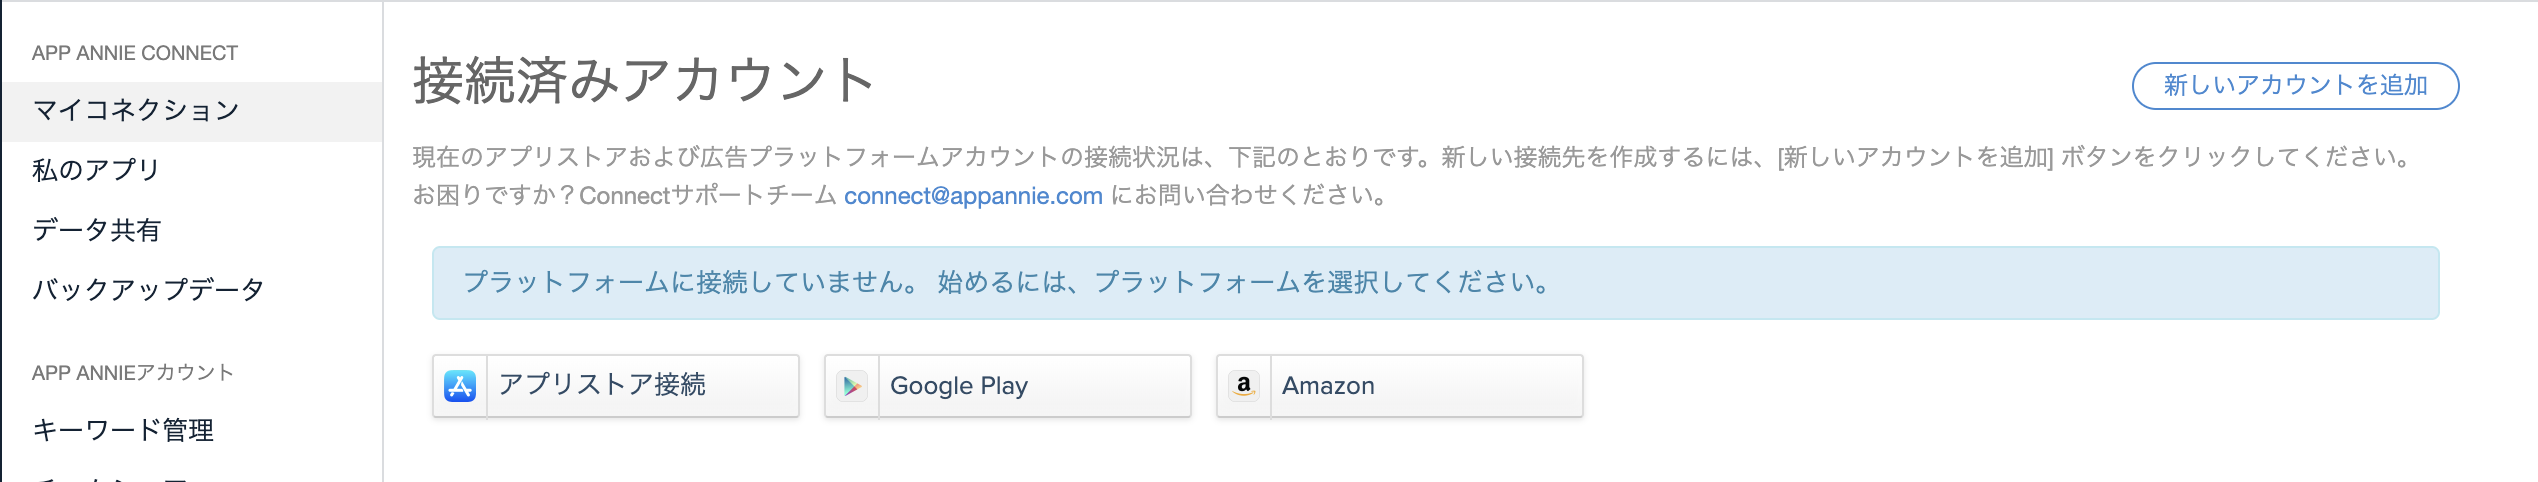 APP ANNIE CONNECT
マイコネクション
私のアプリ
データ共有
バックアップデータ
APP ANNIEアカウント
キーワード管理
接続済みアカウント
新しいアカウントを追加
現在のアプリストアおよび広告プラットフォームアカウントの接続状況は、下記のとおりです。新しい接続先を作成するには、[新しいアカウントを追加] ボタンをクリックしてください。
お困りですか？Connectサポートチーム connect@appannie.com にお問い合わせください。
プラットフォームに接続していません。 始めるには、プラットフォームを選択してください。
アプリストア接続
Google Play
Amazon